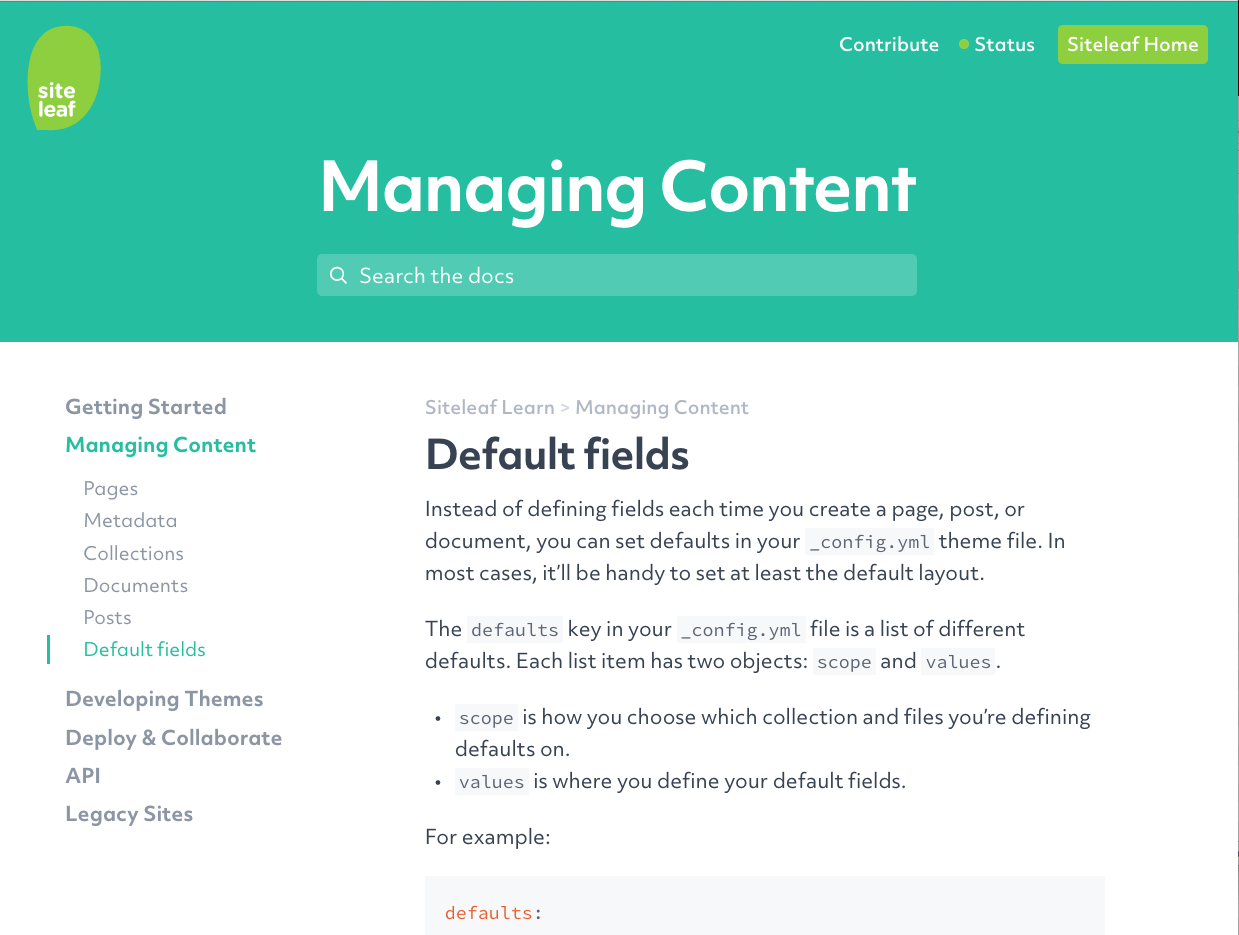 site
leaf
Contribute
Status
Siteleaf Home
Managing Content
Search the docs
Getting Started
Managing Content
Pages
Metadata
Collections
Documents
Posts
Default fields
Developing Themes
Deploy & Collaborate
API
Legacy Sites
Siteleaf Learn > Managing Content
Default fields
Instead of defining fields each time you create a page, post, or
document, you can set defaults in your _config.yml theme file. In
most cases, it’ll be handy to set at least the default layout.
The defaults key in your _config.yml file is a list of different
defaults. Each list item has two objects: scope and values.
• scope is how you choose which collection and files you’re defining
defaults on.
• values is where you define your default fields.
For example:
defaults: